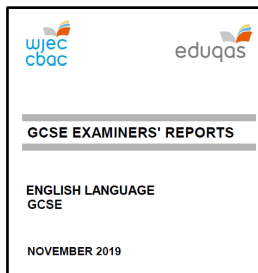 wjec
cbac
eduqas
GCSE EXAMINERS' REPORTS
ENGLISH LANGUAGE
GCSE
NOVEMBER 2019